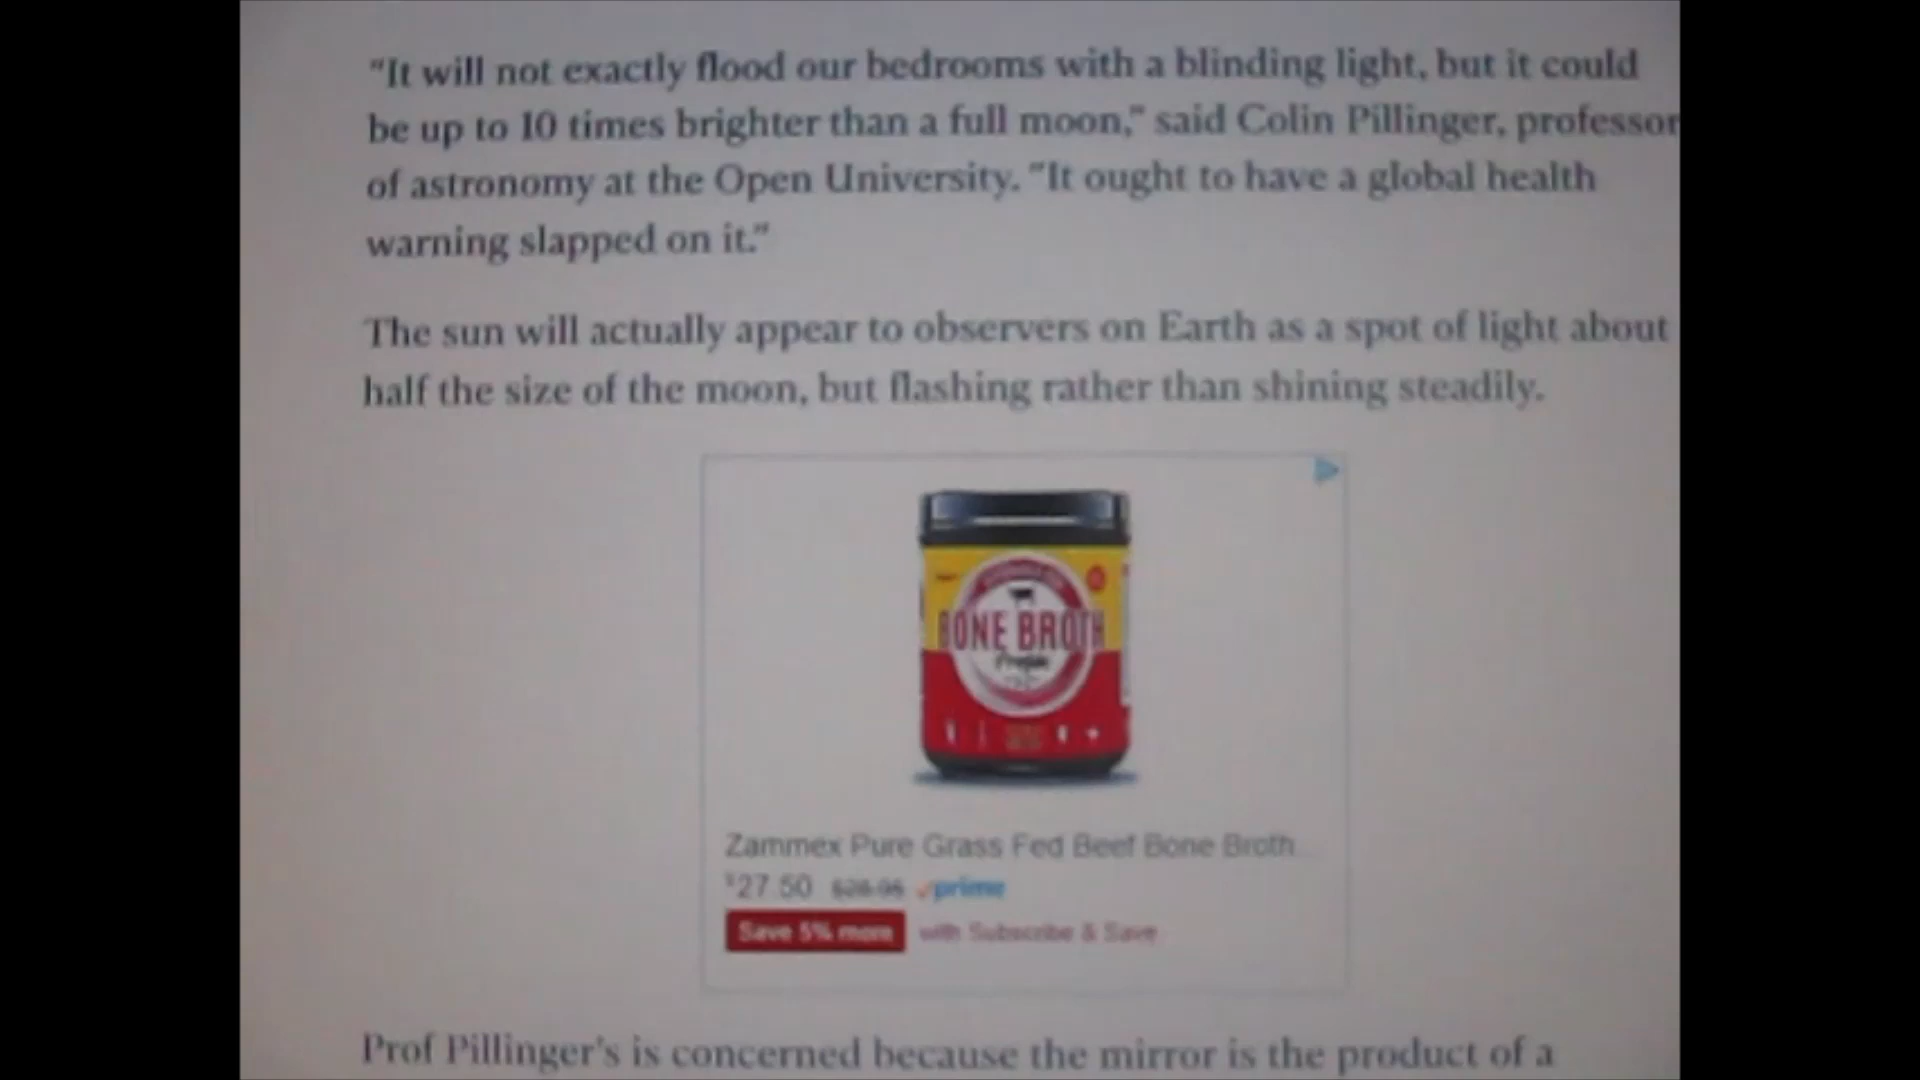 "It will not exactly flood our bedrooms with a blinding light, but it could
be up to 10 times brighter than a full moon," said Colin Pillinger, professor
of astronomy at the Open University. "It ought to have a global health
warning slapped on it."
The sun will actually appear to observers on Earth as a spot of light about
half the size of the moon, but flashing rather than shining steadily.
BONE BROTH
Protein
Zammex Pure Grass Fed Beef Bone Broth...
$27.50 $28.95 prime
Save 5% more with Subscribe & Save
Prof Pillinger's is concerned because the mirror is the product of a